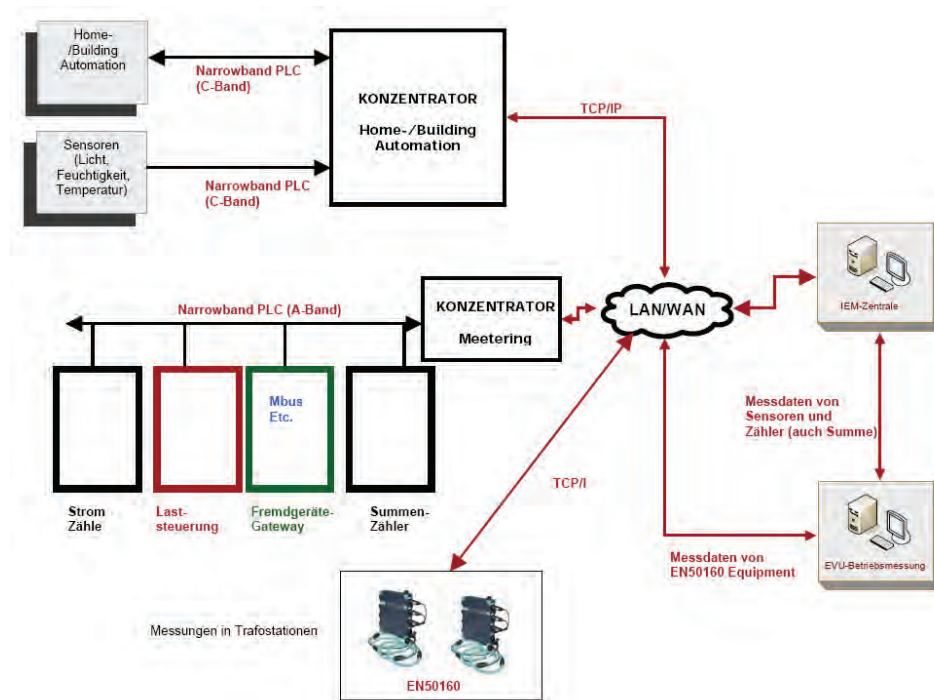 Home-
/Building
Automation
Narrowband PLC
(C-Band)
KONZENTRATOR
Home-/Building
Automation
TCP/IP
Sensoren
(Licht,
Feuchtigkeit,
Temperatur)
Narrowband PLC
(C-Band)
Narrowband PLC (A-Band)
KONZENTRATOR
Meetering
LAN/WAN
IEM-Zentrale
Mbus
Etc.
Messdaten von
Sensoren und
Zähler (auch Summe)
Strom
Zähle
Last-
steuerung
Fremdgeräte-
Gateway
Summen-
Zähler
TCP/I
Messdaten von
EN50160 Equipment
EVU-Betriebsmessung
Messungen in Trafostationen
EN50160